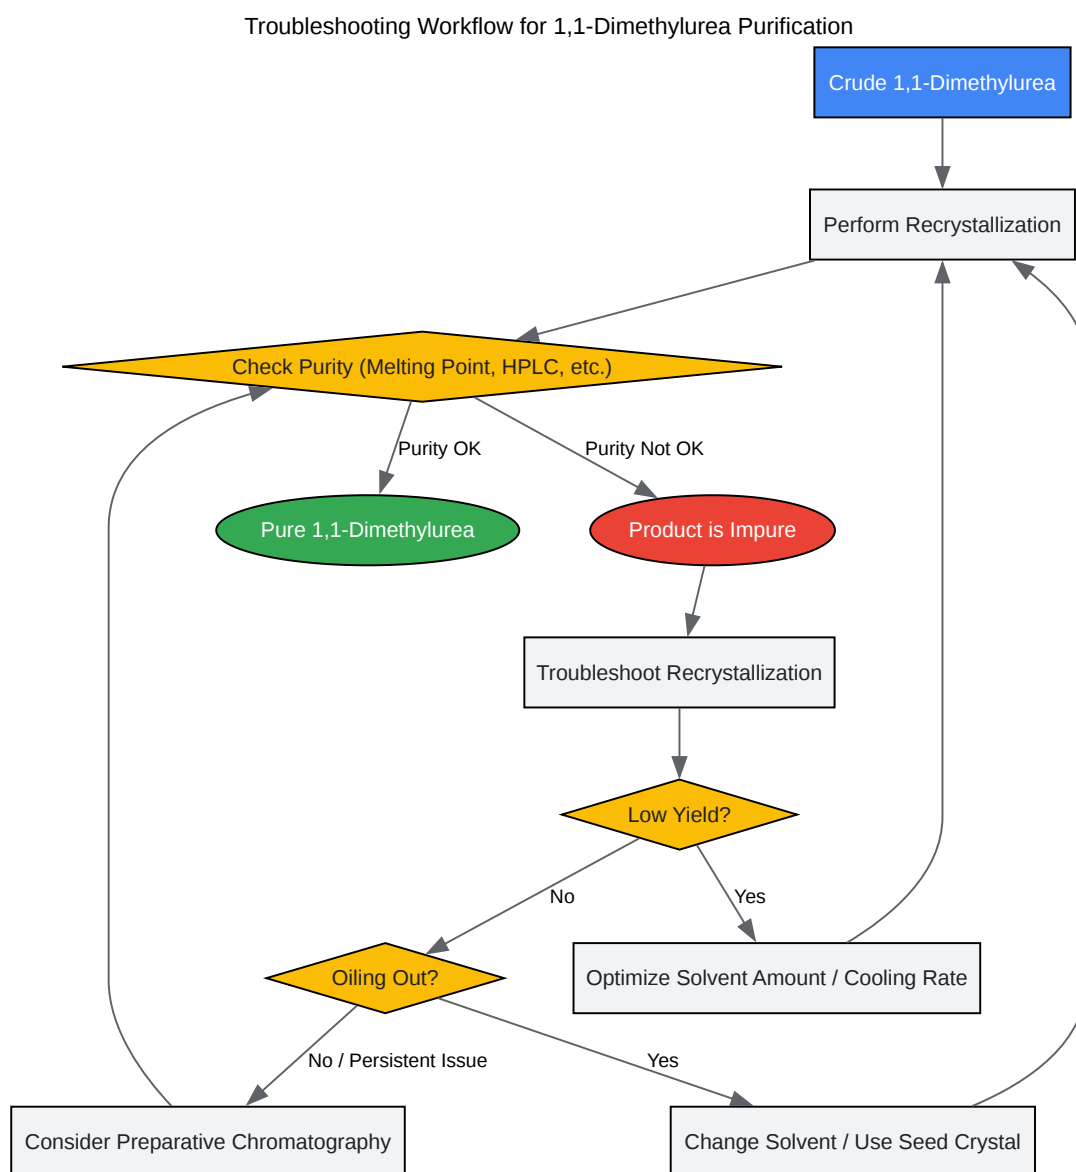 Troubleshooting Workflow for 1,1-Dimethylurea Purification
Crude 1,1-Dimethylurea
Perform Recrystallization
Check Purity (Melting Point, HPLC, etc.)
Purity OK
Purity Not OK
Pure 1,1-Dimethylurea
Product is Impure
Troubleshoot Recrystallization
Low Yield?
No
Yes
Oiling Out?
Optimize Solvent Amount / Cooling Rate
No / Persistent Issue
Yes
Consider Preparative Chromatography
Change Solvent / Use Seed Crystal